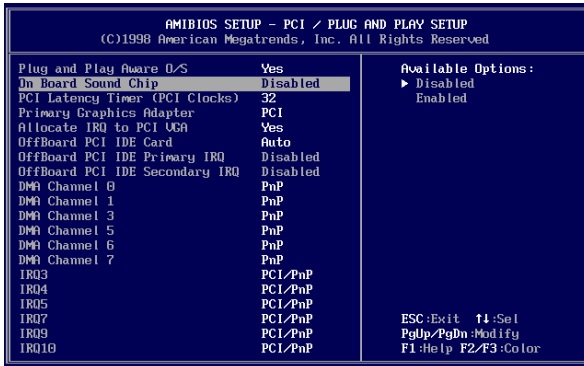 AMIBIOS SETUP - PCI / PLUG AND PLAY SETUP
(C)1998 American Megatrends, Inc. All Rights Reserved
Plug and Play Aware O/S Yes
On Board Sound Chip Disabled
PCI Latency Timer (PCI Clocks) 32
Primary Graphics Adapter PCI
Allocate IRQ to PCI VGA Yes
OffBoard PCI IDE Card Auto
OffBoard PCI IDE Primary IRQ Disabled
OffBoard PCI IDE Secondary IRQ Disabled
DMA Channel 0 PnP
DMA Channel 1 PnP
DMA Channel 3 PnP
DMA Channel 5 PnP
DMA Channel 6 PnP
DMA Channel 7 PnP
IRQ3 PCI/PnP
IRQ4 PCI/PnP
IRQ5 PCI/PnP
IRQ7 PCI/PnP
IRQ9 PCI/PnP
IRQ10 PCI/PnP
Available Options:
► Disabled
Enabled
ESC:Exit ↑↓:Sel
PgUp/PgDn:Modify
F1:Help F2/F3:Color